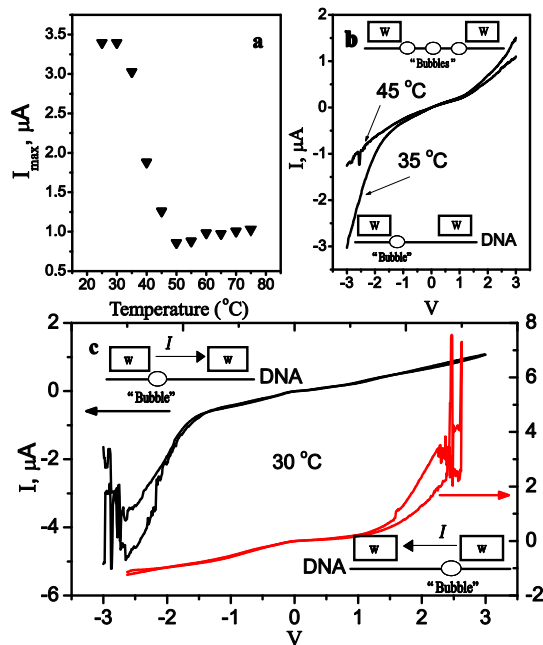 a
3.5
3.0
2.5
2.0
1.5
1.0
0.5
20 30 40 50 60 70 80
I max, μA
Temperature (°C)
b
W W
"Bubbles"
45 °C
35 °C
W W
DNA
"Bubble"
1.5
1
0
-1
-2
-3
-3 -2 -1 0 1 2 3
I, μA
V
c
I
W W
DNA
"Bubble"
30 °C
I
W W
DNA
"Bubble"
2
0
-2
-4
-6
8
6
4
2
0
-2
-3 -2 -1 0 1 2 3
I, μA
V